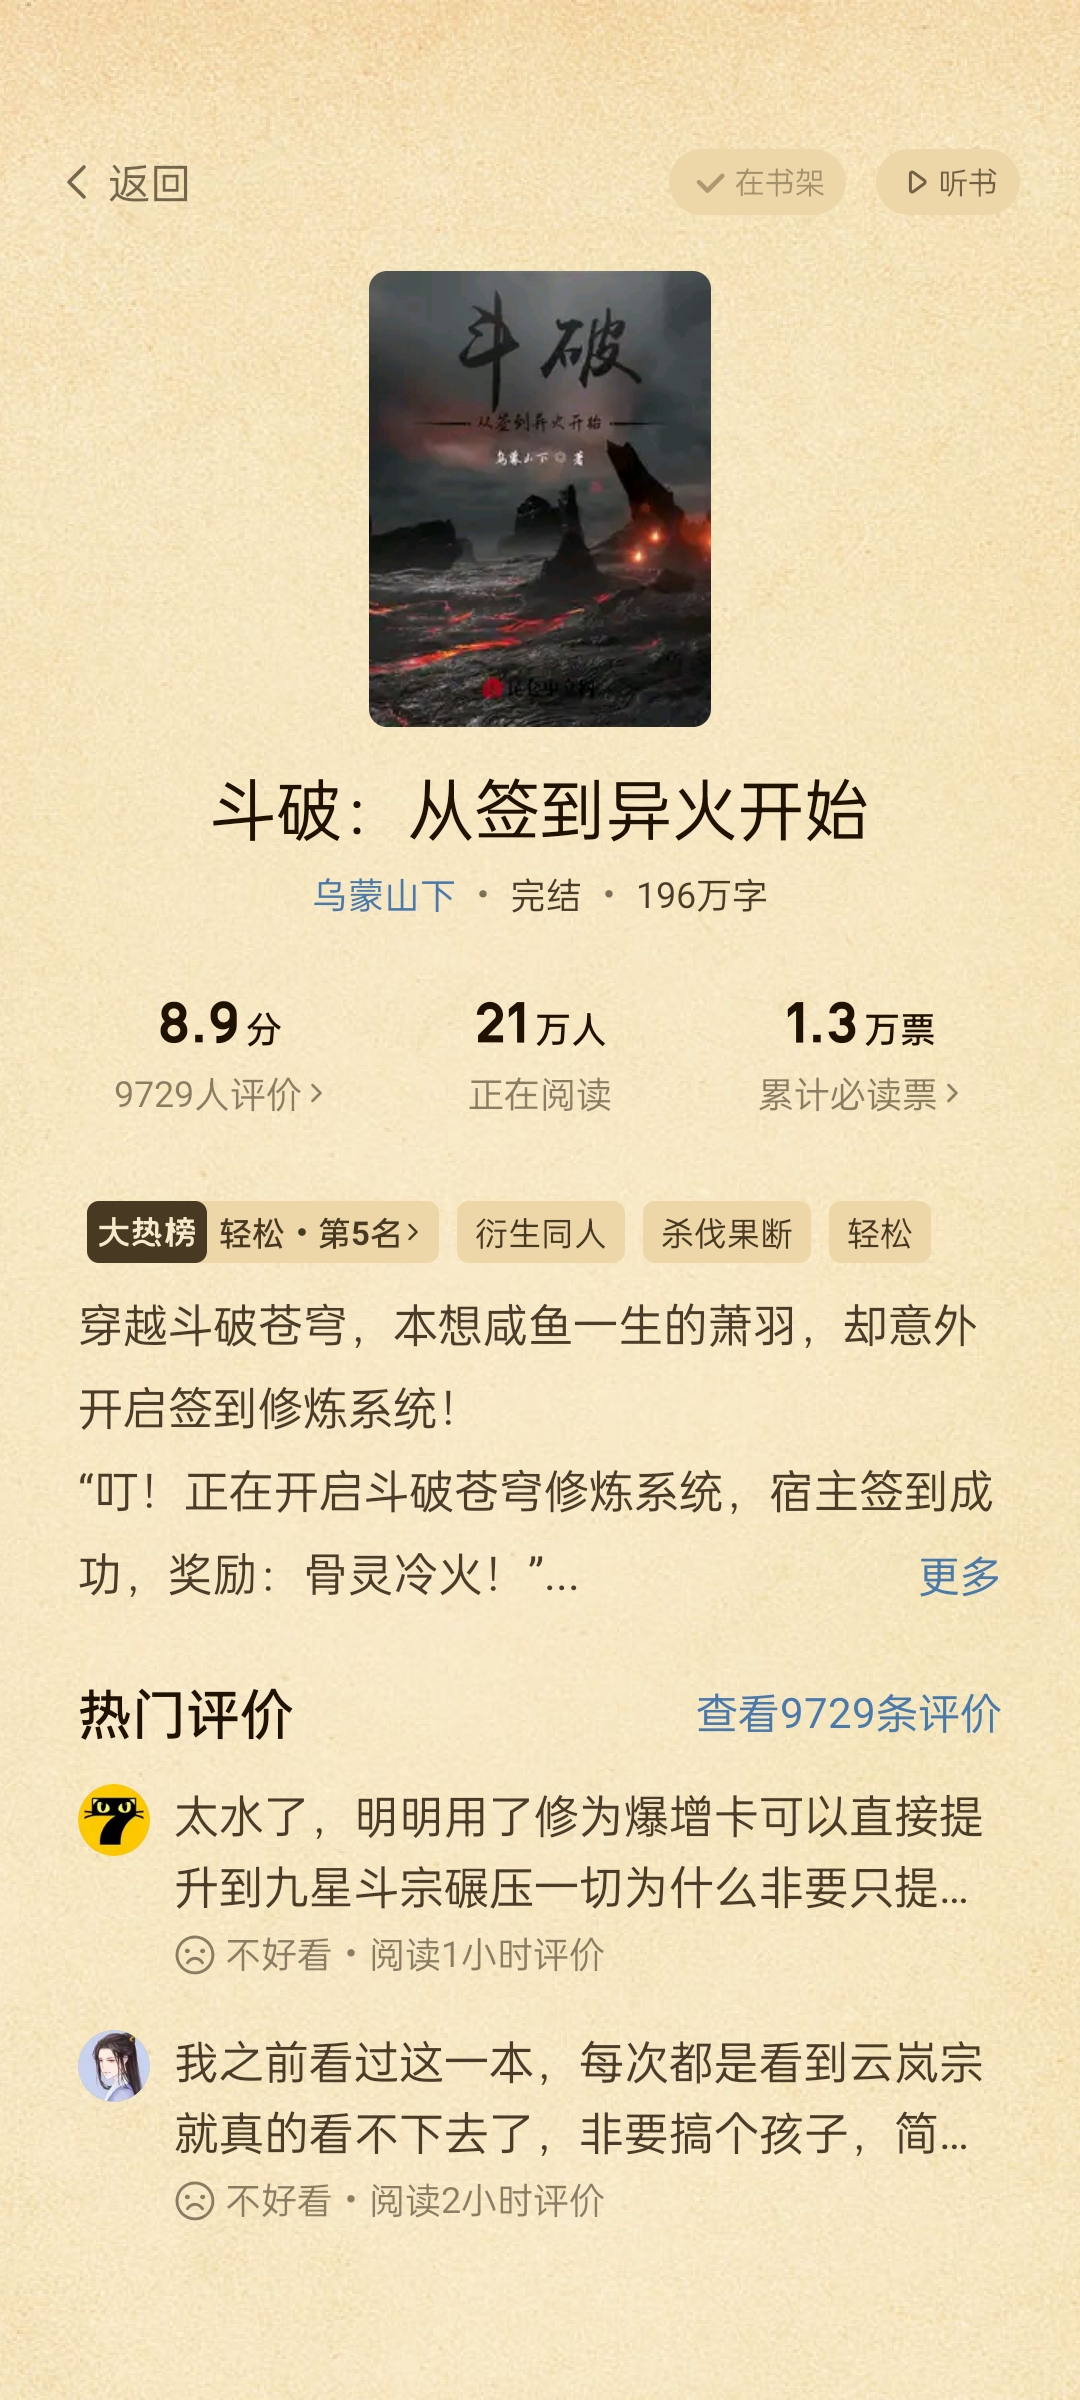 返回
在书架
听书
斗破
从签到异火开始
乌蒙山下 著
斗破：从签到异火开始
乌蒙山下 · 完结 · 196万字
8.9分
21万人
1.3万票
9729人评价
正在阅读
累计必读票
大热榜 轻松·第5名 衍生同人 杀伐果断 轻松
穿越斗破苍穹，本想咸鱼一生的萧羽，却意外
开启签到修炼系统！
“叮！正在开启斗破苍穹修炼系统，宿主签到成
功，奖励：骨灵冷火！”...
更多
热门评价
查看9729条评价
太水了，明明用了修为爆增卡可以直接提
升到九星斗宗碾压一切为什么非要只提...
不好看·阅读1小时评价
我之前看过这一本，每次都是看到云岚宗
就真的看不下去了，非要搞个孩子，简...
不好看·阅读2小时评价